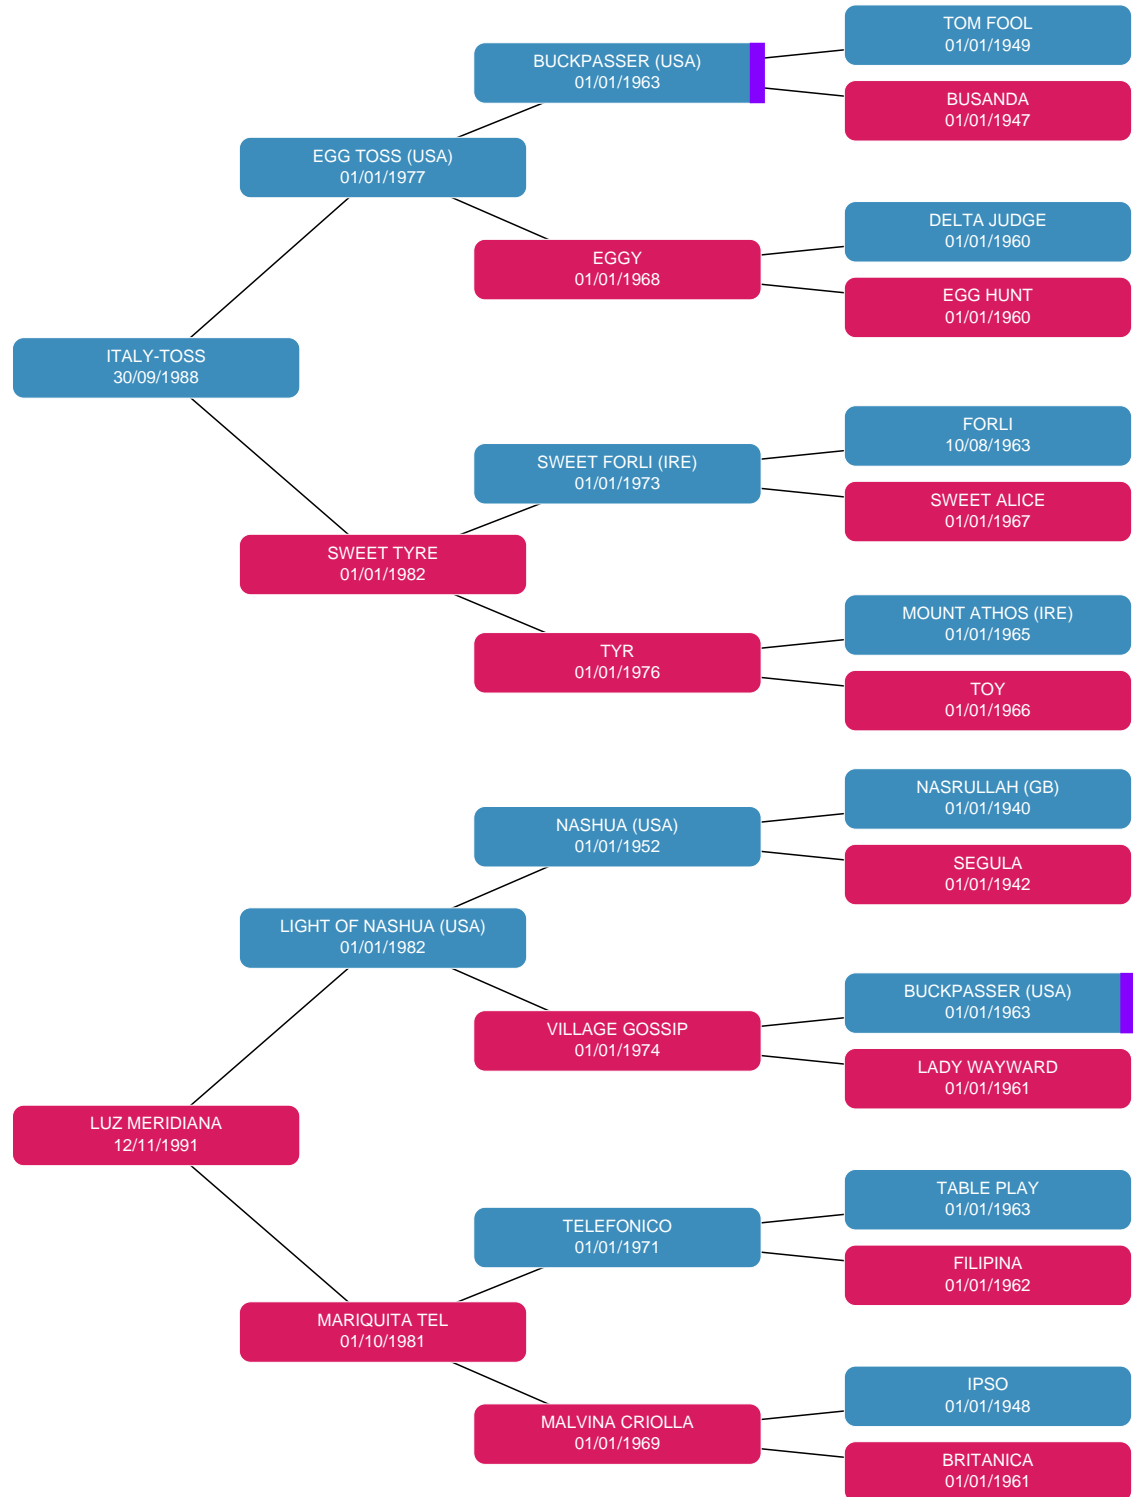 TOM FOOL
01/01/1949
BUCKPASSER (USA)
01/01/1963
BUSANDA
01/01/1947
EGG TOSS (USA)
01/01/1977
DELTA JUDGE
01/01/1960
EGGY
01/01/1968
EGG HUNT
01/01/1960
ITALY-TOSS
30/09/1988
FORLI
10/08/1963
SWEET FORLI (IRE)
01/01/1973
SWEET ALICE
01/01/1967
SWEET TYRE
01/01/1982
MOUNT ATHOS (IRE)
01/01/1965
TYR
01/01/1976
TOY
01/01/1966
NASRULLAH (GB)
01/01/1940
NASHUA (USA)
01/01/1952
SEGULA
01/01/1942
LIGHT OF NASHUA (USA)
01/01/1982
BUCKPASSER (USA)
01/01/1963
VILLAGE GOSSIP
01/01/1974
LADY WAYWARD
01/01/1961
LUZ MERIDIANA
12/11/1991
TABLE PLAY
01/01/1963
TELEFONICO
01/01/1971
FILIPINA
01/01/1962
MARIQUITA TEL
01/10/1981
IPSO
01/01/1948
MALVINA CRIOLLA
01/01/1969
BRITANICA
01/01/1961